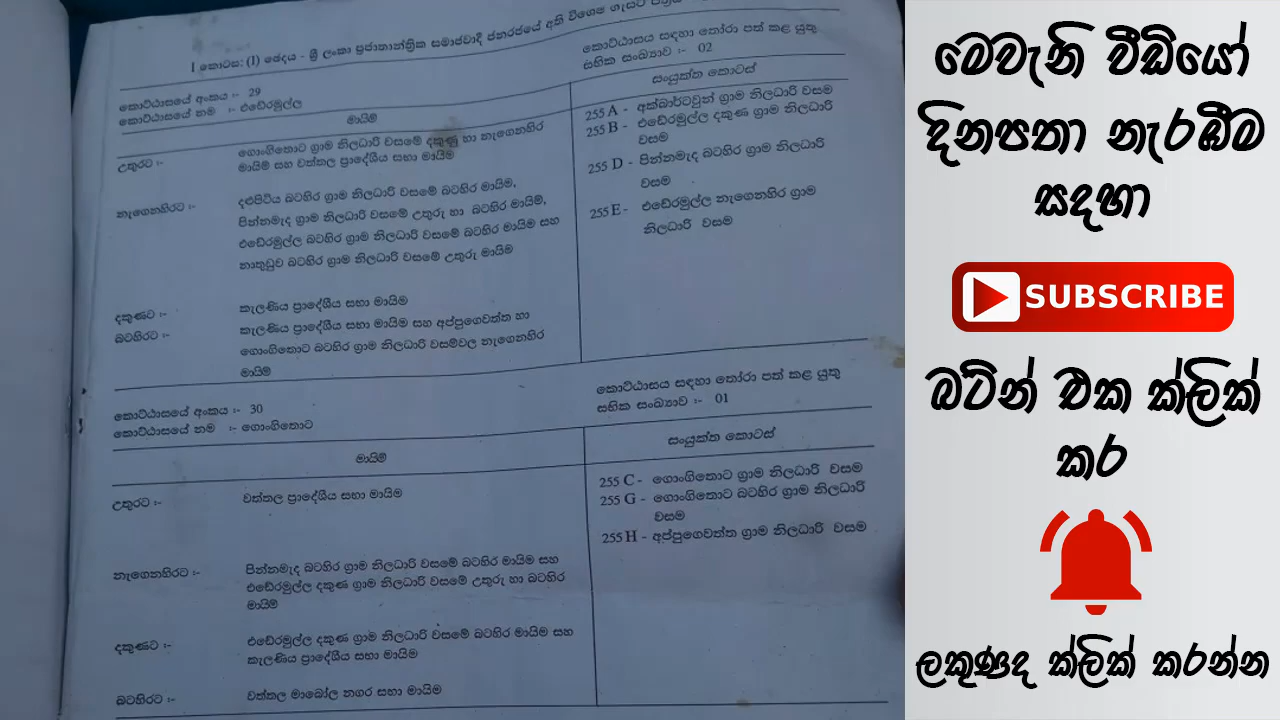 I කොටස: (I) ඡේදය - ශ්‍රී ලංකා ප්‍රජාතාන්ත්‍රික සමාජවාදී ජනරජයේ අති විශෙෂ ගැසට්
කොට්ඨාසයේ අංකය :- 29
කොට්ඨාසයේ නම :- එඬේරමුල්ල
කොට්ඨාසය සඳහා තෝරා පත් කළ යුතු
සභික සංඛ්‍යාව :- 02
මායිම්
සංයුක්ත කොටස්
උතුරට :- ගොංගිතොට ග්‍රාම නිලධාරි වසමේ දකුණු හා නැගෙනහිර
මායිම් සහ වත්තල ප්‍රාදේශීය සභා මායිම
නැගෙනහිරට :- දළුපිටිය බටහිර ග්‍රාම නිලධාරි වසමේ බටහිර මායිම,
පින්නමැද ග්‍රාම නිලධාරි වසමේ උතුරු හා බටහිර මායිම්,
එඬේරමුල්ල බටහිර ග්‍රාම නිලධාරි වසමේ බටහිර මායිම සහ
නාහුඩුව බටහිර ග්‍රාම නිලධාරි වසමේ උතුරු මායිම
දකුණට :- කැලණිය ප්‍රාදේශීය සභා මායිම
බටහිරට :- කැලණිය ප්‍රාදේශීය සභා මායිම සහ අප්පුගෙවත්ත හා
ගොංගිතොට බටහිර ග්‍රාම නිලධාරි වසම්වල නැගෙනහිර
මායිම්
255 A - අක්බාර්ටවුන් ග්‍රාම නිලධාරි වසම
255 B - එඬේරමුල්ල දකුණ ග්‍රාම නිලධාරි
වසම
255 D - පින්නමැද බටහිර ග්‍රාම නිලධාරි
වසම
255 E - එඬේරමුල්ල නැගෙනහිර ග්‍රාම
නිලධාරි වසම
කොට්ඨාසයේ අංකය :- 30
කොට්ඨාසයේ නම :- ගොංගිතොට
කොට්ඨාසය සඳහා තෝරා පත් කළ යුතු
සභික සංඛ්‍යාව :- 01
මායිම්
සංයුක්ත කොටස්
උතුරට :- වත්තල ප්‍රාදේශීය සභා මායිම
නැගෙනහිරට :- පින්නමැද බටහිර ග්‍රාම නිලධාරි වසමේ බටහිර මායිම සහ
එඬේරමුල්ල දකුණ ග්‍රාම නිලධාරි වසමේ උතුරු හා බටහිර
මායිම්
දකුණට :- එඬේරමුල්ල දකුණ ග්‍රාම නිලධාරි වසමේ බටහිර මායිම සහ
කැලණිය ප්‍රාදේශීය සභා මායිම
බටහිරට :- වත්තල මාබෝල නගර සභා මායිම
255 C - ගොංගිතොට ග්‍රාම නිලධාරි වසම
255 G - ගොංගිතොට බටහිර ග්‍රාම නිලධාරි
වසම
255 H - අප්පුගෙවත්ත ග්‍රාම නිලධාරි වසම
මෙවැනි වීඩියෝ
දිනපතා නැරඹීම
සඳහා
SUBSCRIBE
බටන් එක ක්ලික්
කර
ලකුණද ක්ලික් කරන්න